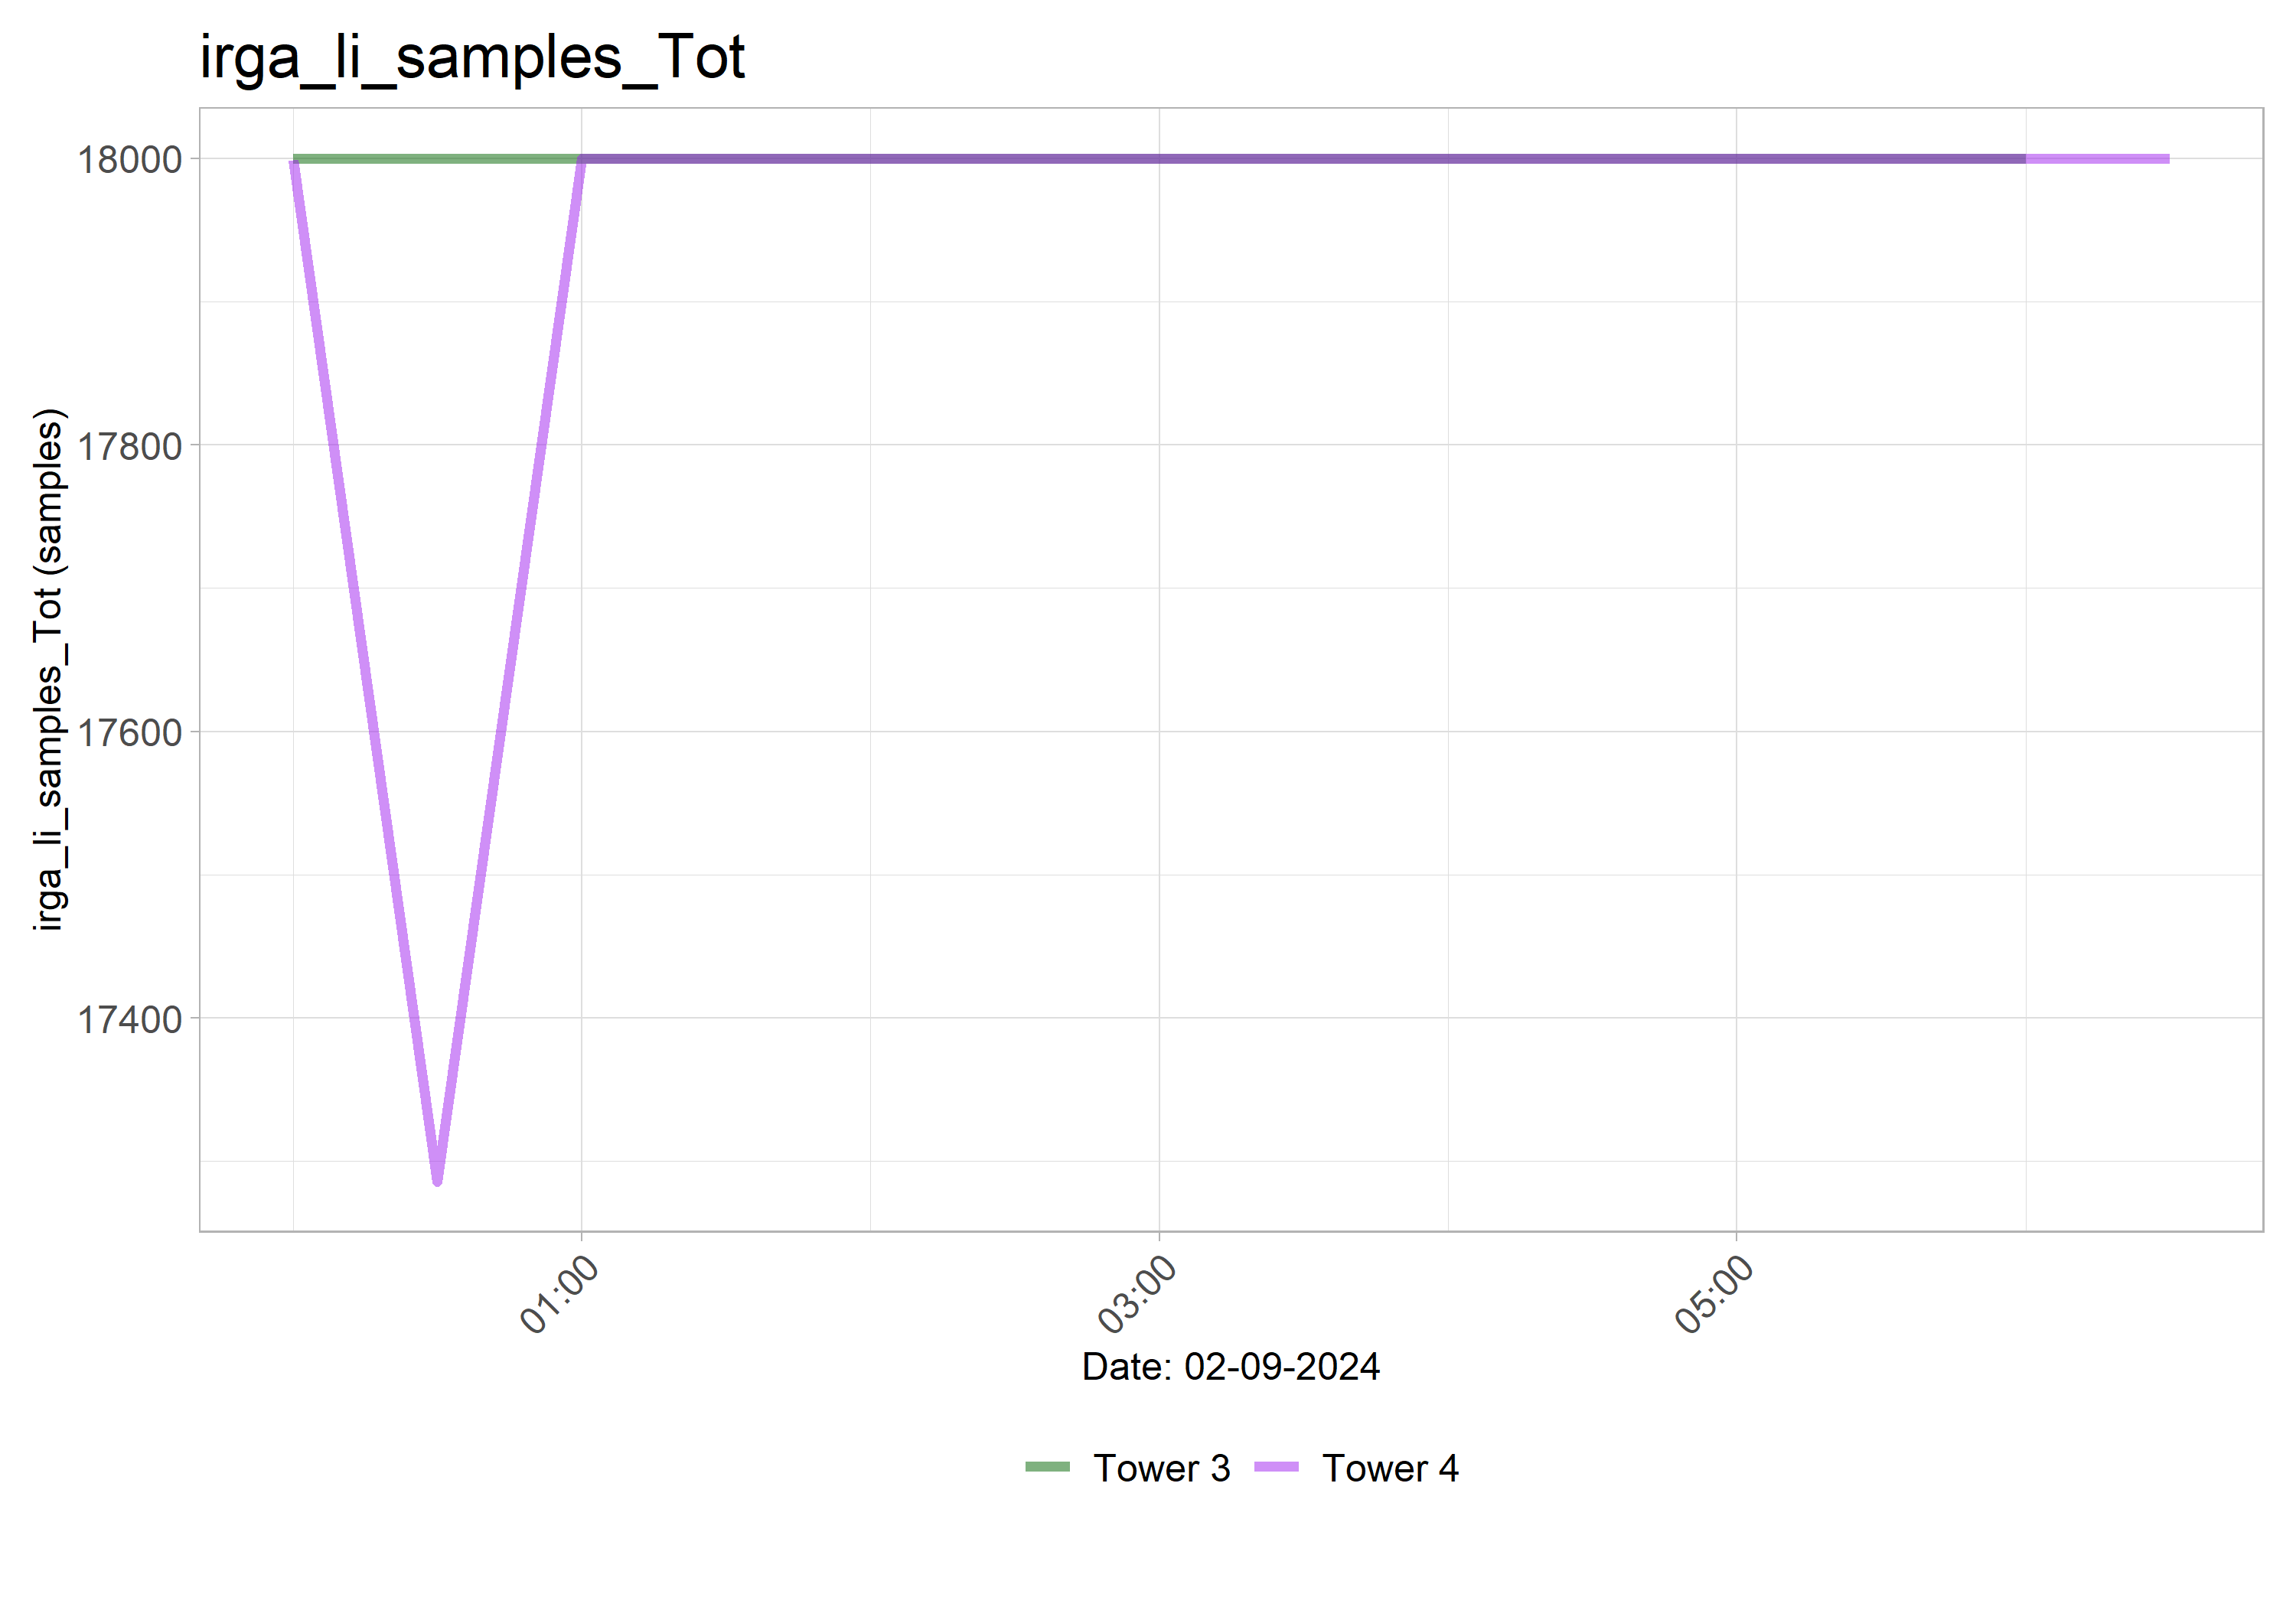 irga_li_samples_Tot
irga_li_samples_Tot (samples)
18000
17800
17600
17400
01:00
03:00
05:00
Date: 02-09-2024
Tower 3
Tower 4